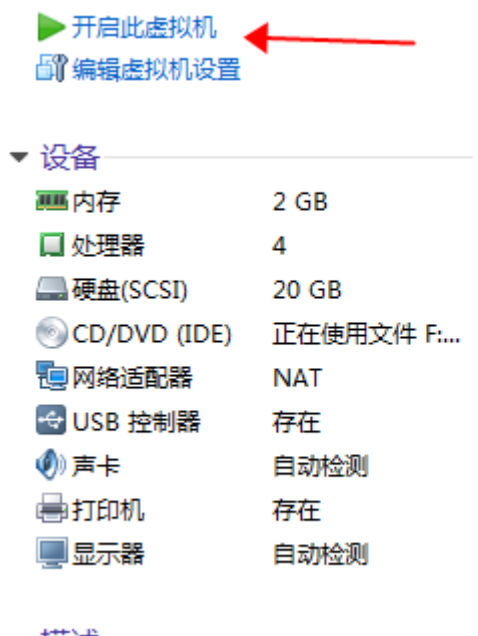 开启此虚拟机
编辑虚拟机设置
设备
内存 2 GB
处理器 4
硬盘(SCSI) 20 GB
CD/DVD (IDE) 正在使用文件 F:...
网络适配器 NAT
USB 控制器 存在
声卡 自动检测
打印机 存在
显示器 自动检测